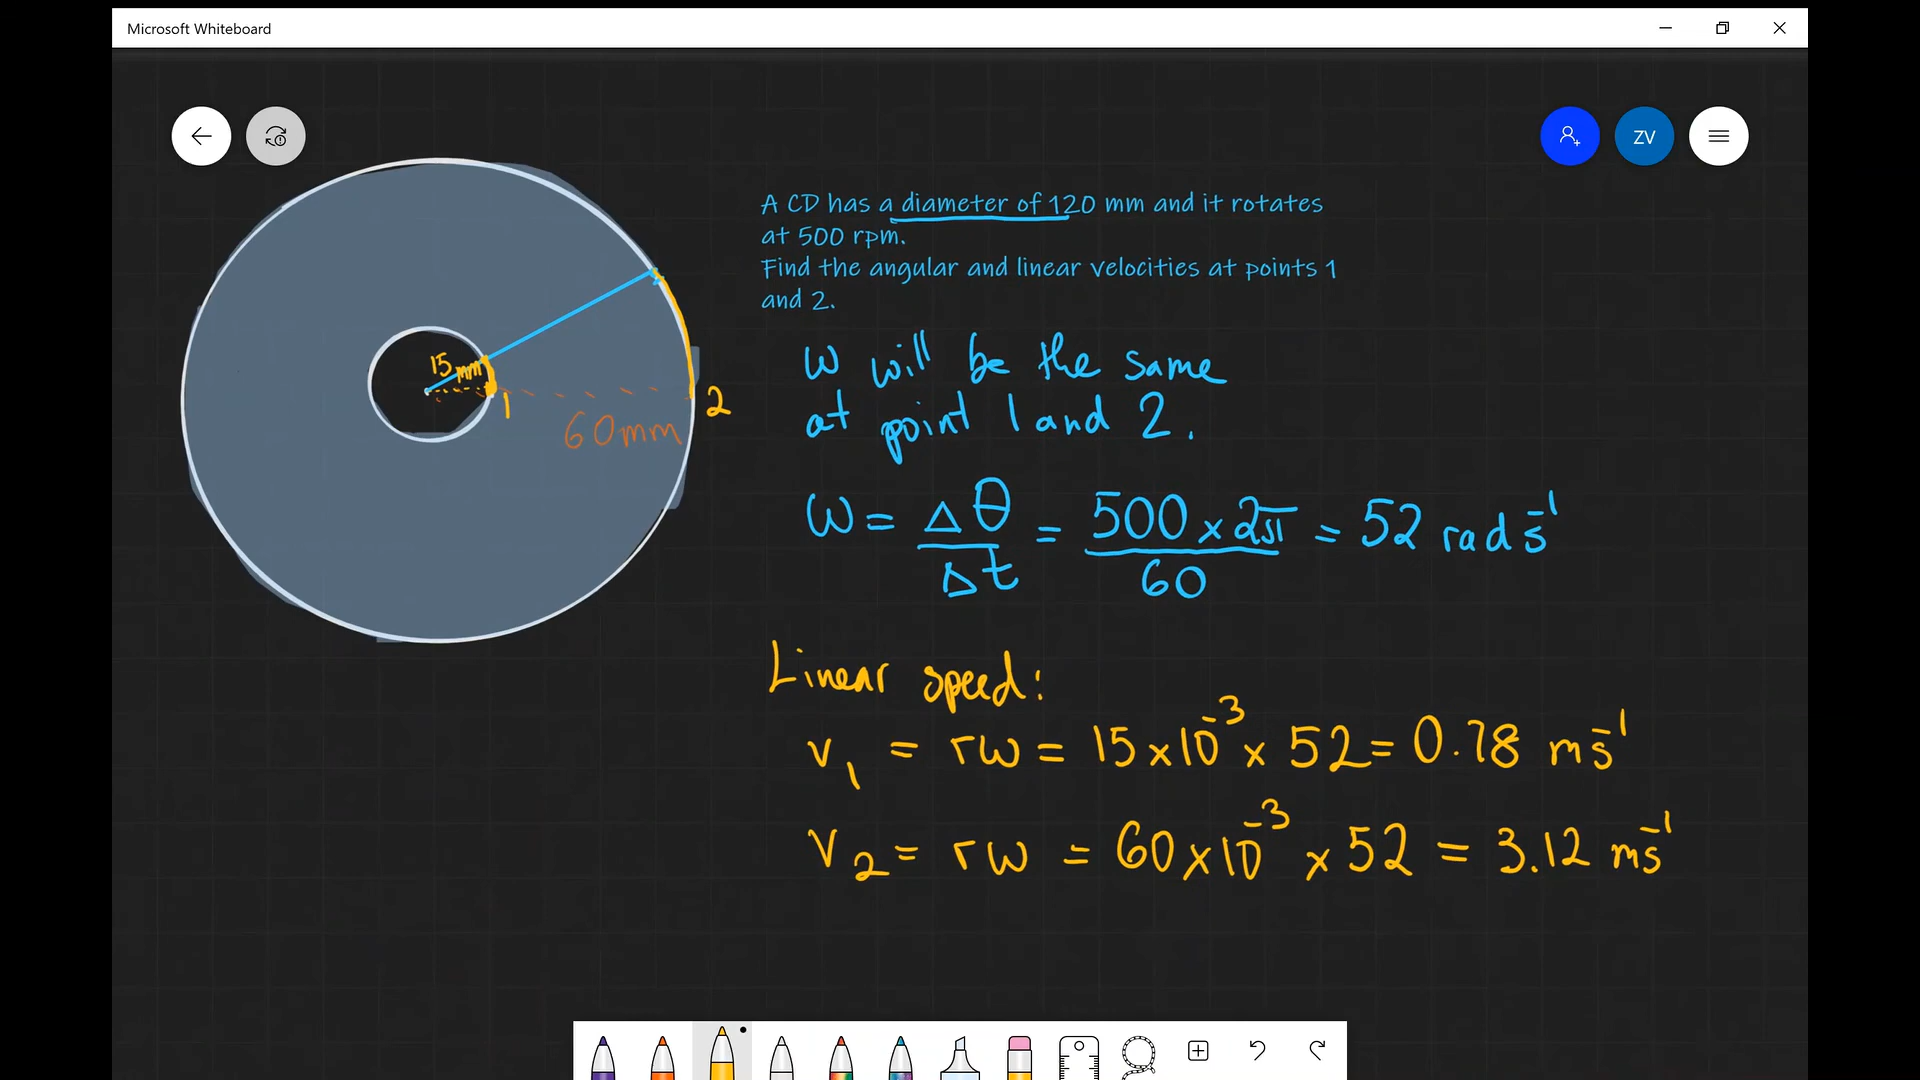 Microsoft Whiteboard
ZV
A CD has a diameter of 120 mm and it rotates
at 500 rpm.
Find the angular and linear velocities at points 1
and 2.
15 mm
1
2
60mm
ω will be the same
at point 1 and 2.
ω = Δθ/Δt = 500 × 2π/60 = 52 rad s⁻¹
Linear speed:
v₁ = rω = 15×10⁻³ × 52 = 0.78 ms⁻¹
v₂ = rω = 60×10⁻³ × 52 = 3.12 ms⁻¹